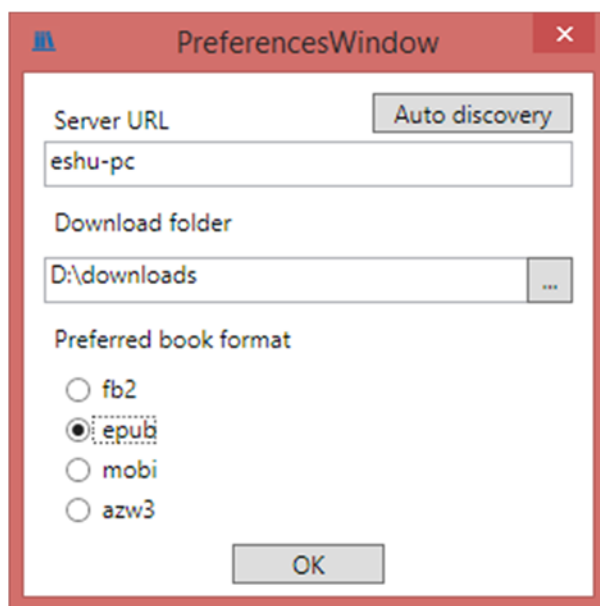 PreferencesWindow
Server URL
Auto discovery
eshu-pc
Download folder
D:\downloads
...
Preferred book format
fb2
epub
mobi
azw3
OK